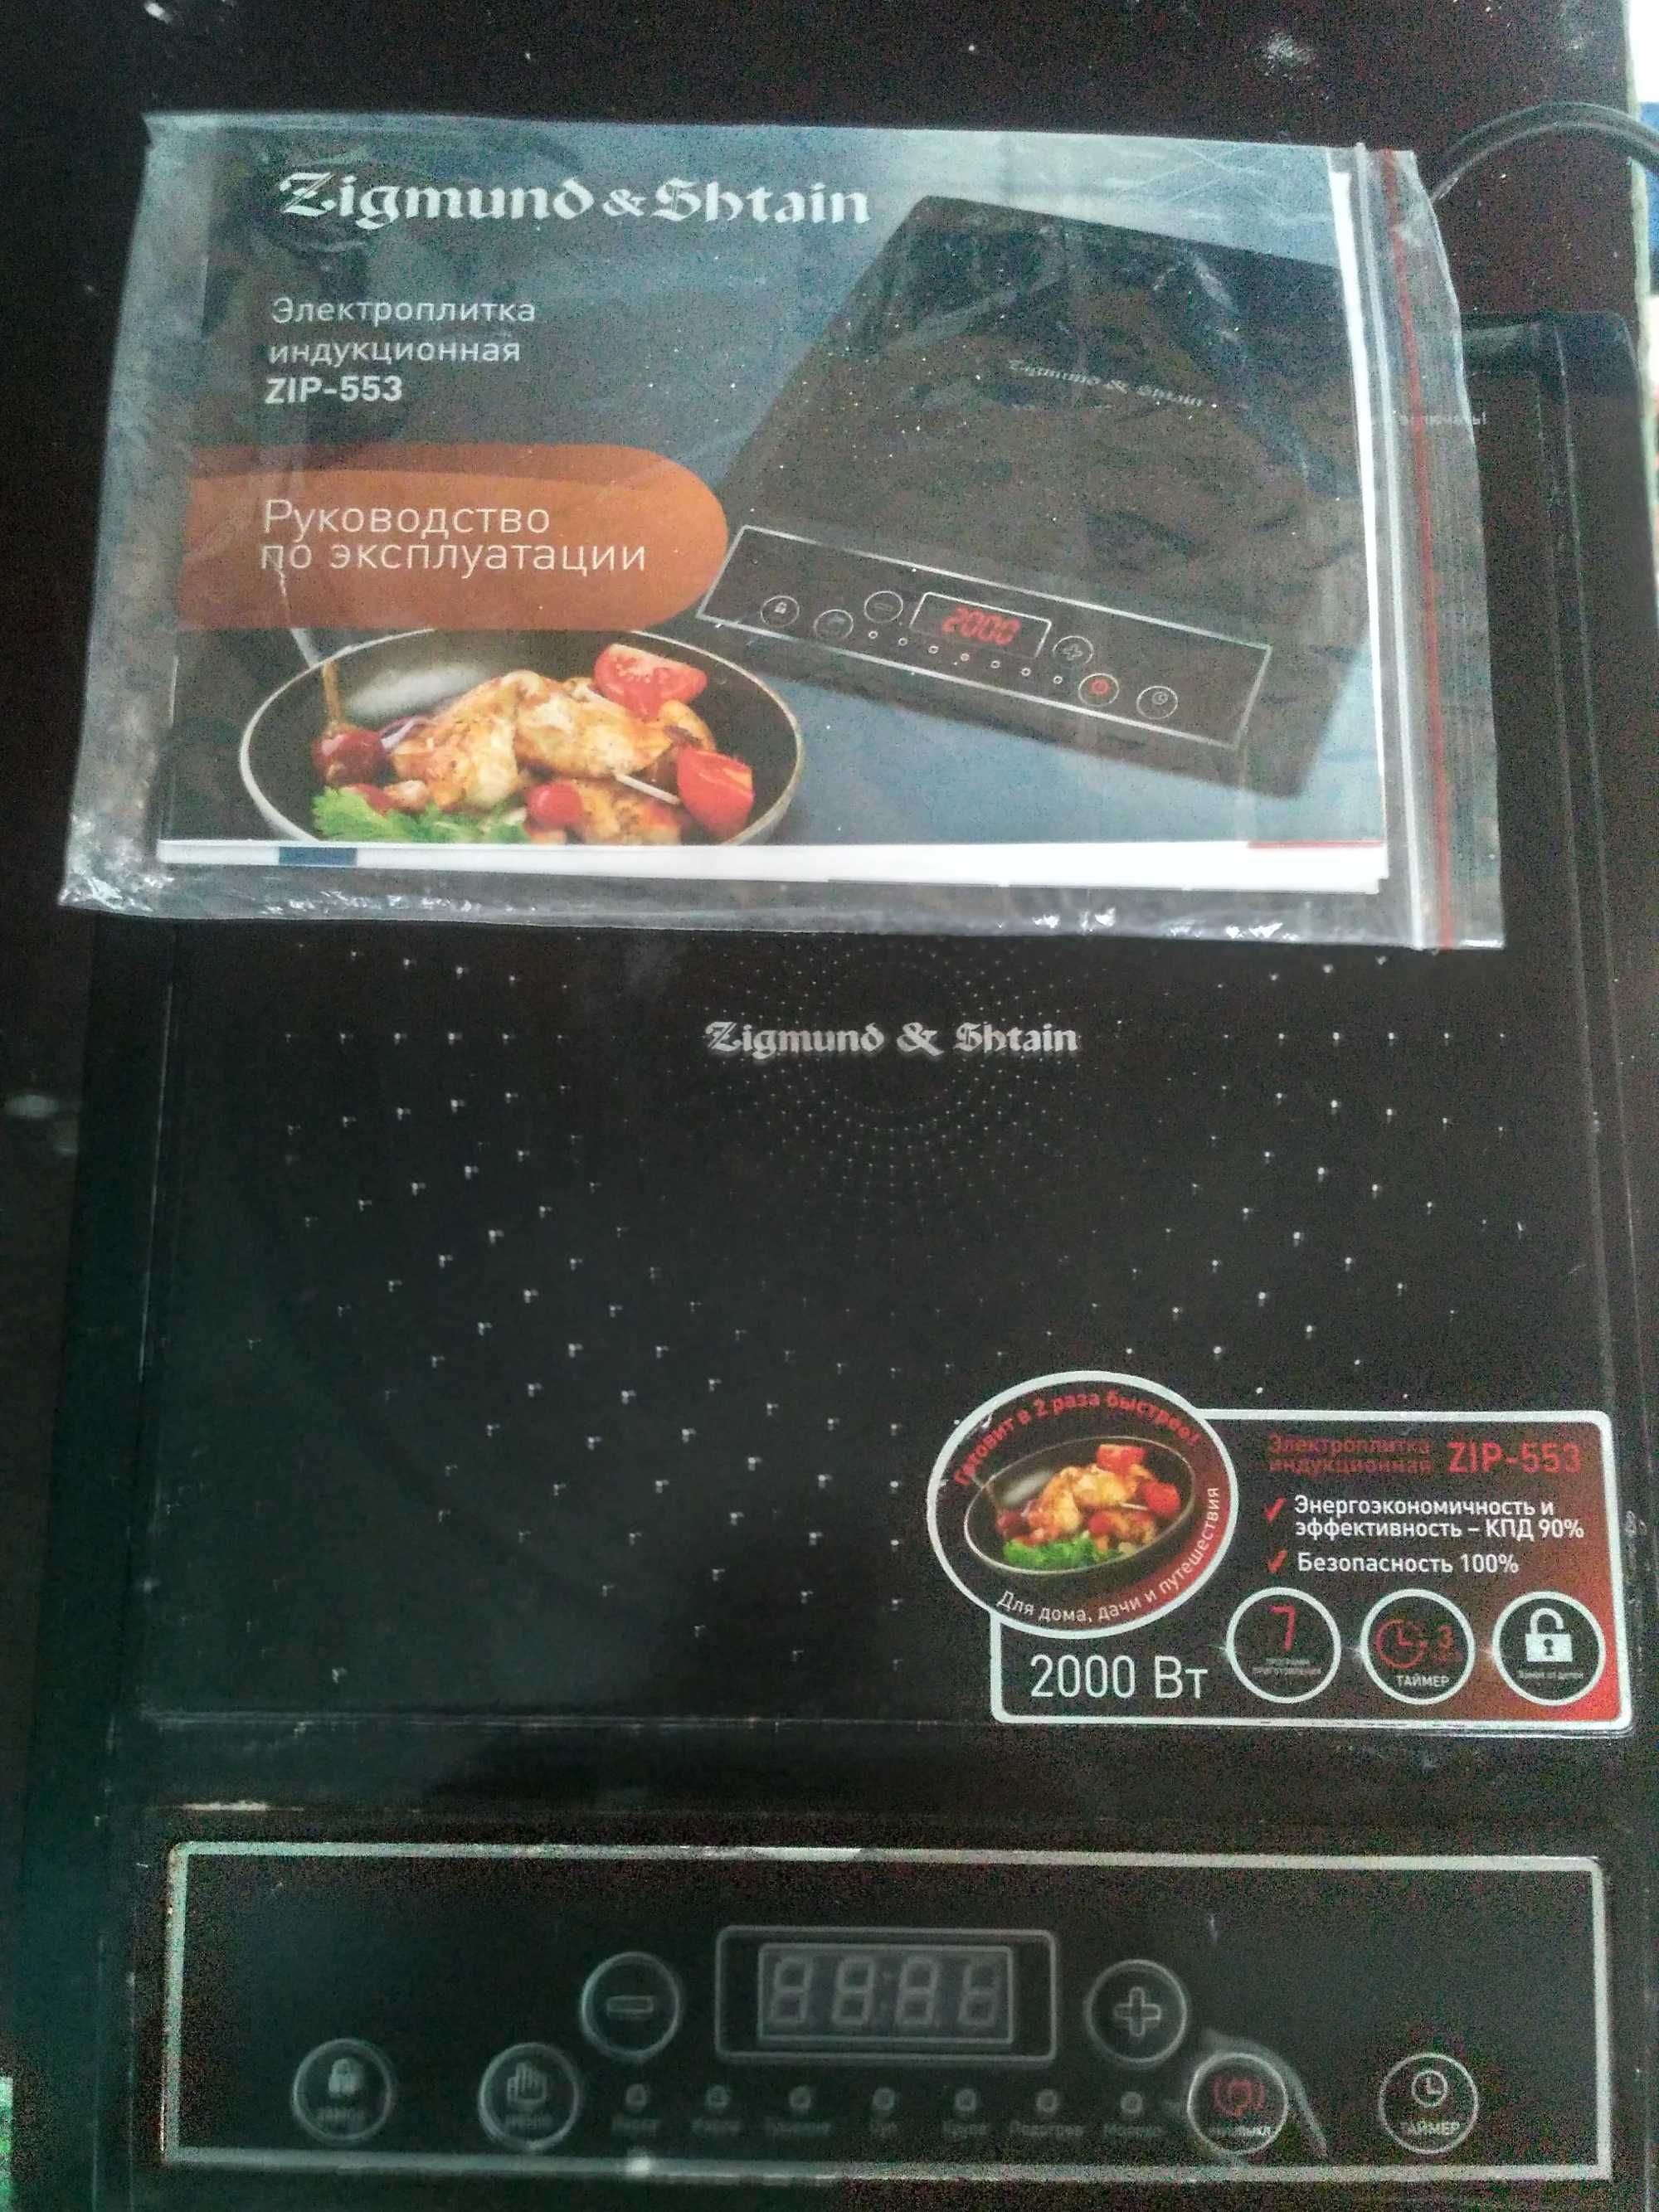 Zigmund & Shtain
Электроплитка
индукционная
ZIP-553
Руководство
по эксплуатации
Zigmund & Shtain
2000
Zigmund & Shtain
Готовит в 2 раза быстрее!
Для дома, дачи и путешествия
Электроплитка
индукционная ZIP-553
Энергоэкономичность и
эффективность – КПД 90%
Безопасность 100%
2000 Вт
7
3
ТАЙМЕР
ТАЙМЕР